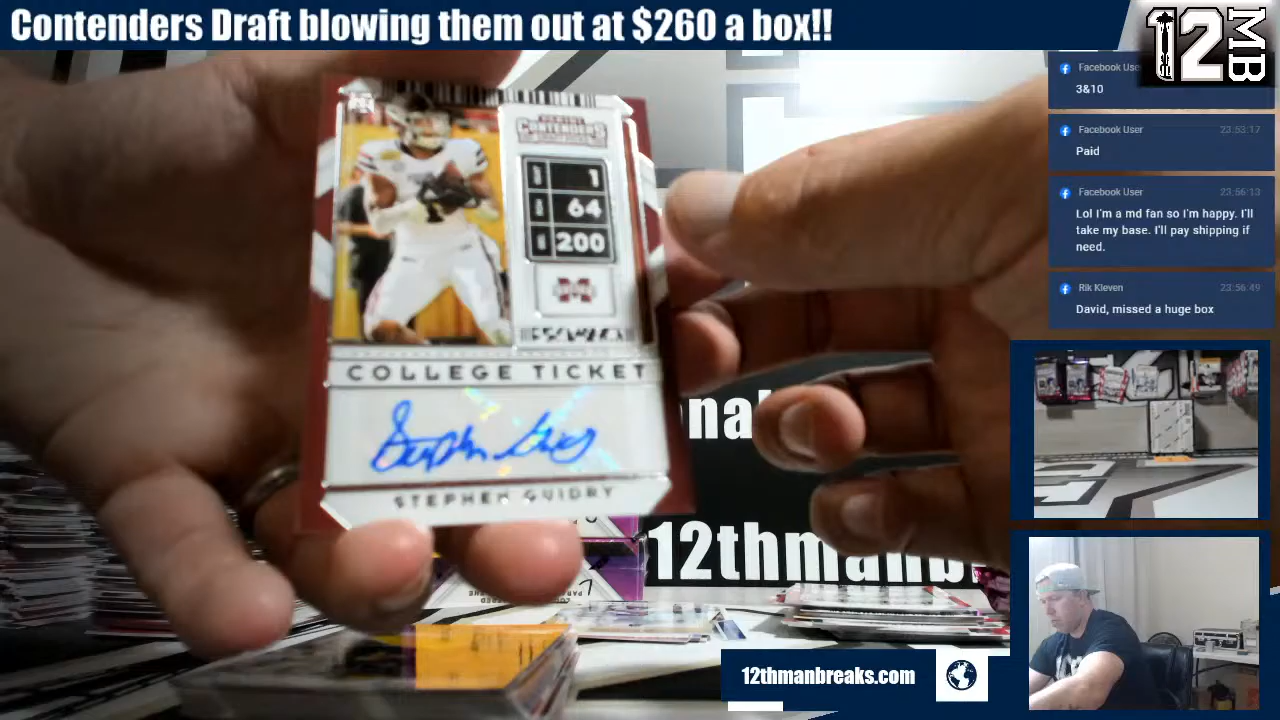 Contenders Draft blowing them out at $260 a box!!
12
MB
Facebook Use
3&10
Facebook User 23:53:17
Paid
Facebook User 23:56:13
Lol I'm a md fan so I'm happy. I'll
take my base. I'll pay shipping if
need.
Rik Kleven 23:56:49
David, missed a huge box
CONTENDERS
1
64
200
COLLEGE TICKET
STEPHEN GUIDRY
12thmanb
12thmanbreaks.com